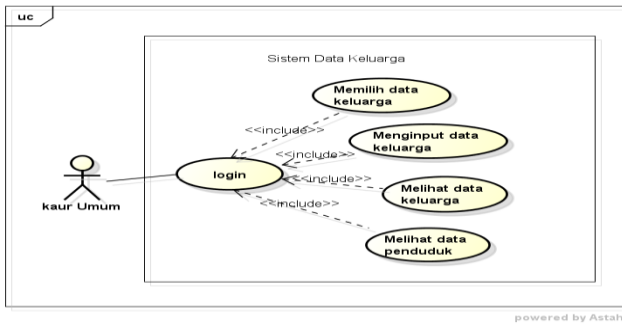 uc
Sistem Data Keluarga
Memilih data
keluarga
<<include>>
Menginput data
keluarga
<<include>>
login
<<include>>
Melihat data
keluarga
<<include>>
kaur Umum
Melihat data
penduduk
powered by Astah